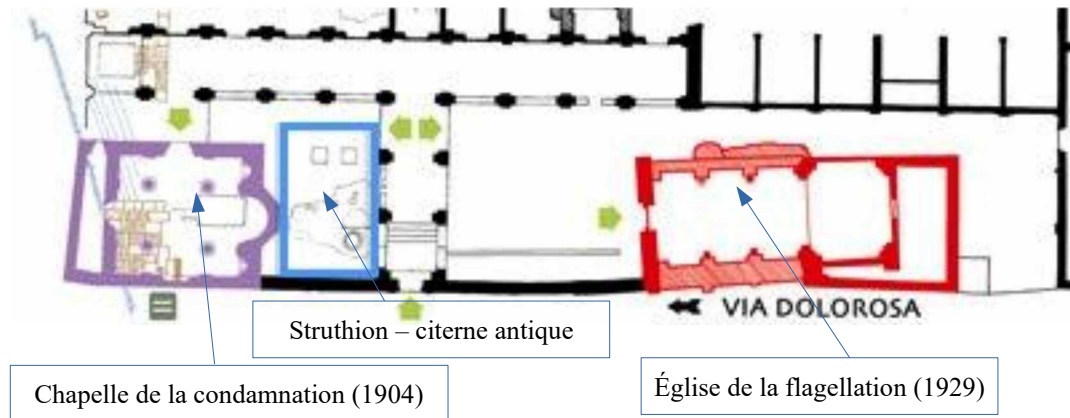 VIA DOLOROSA
Struthion – citerne antique
Chapelle de la condamnation (1904)
Église de la flagellation (1929)